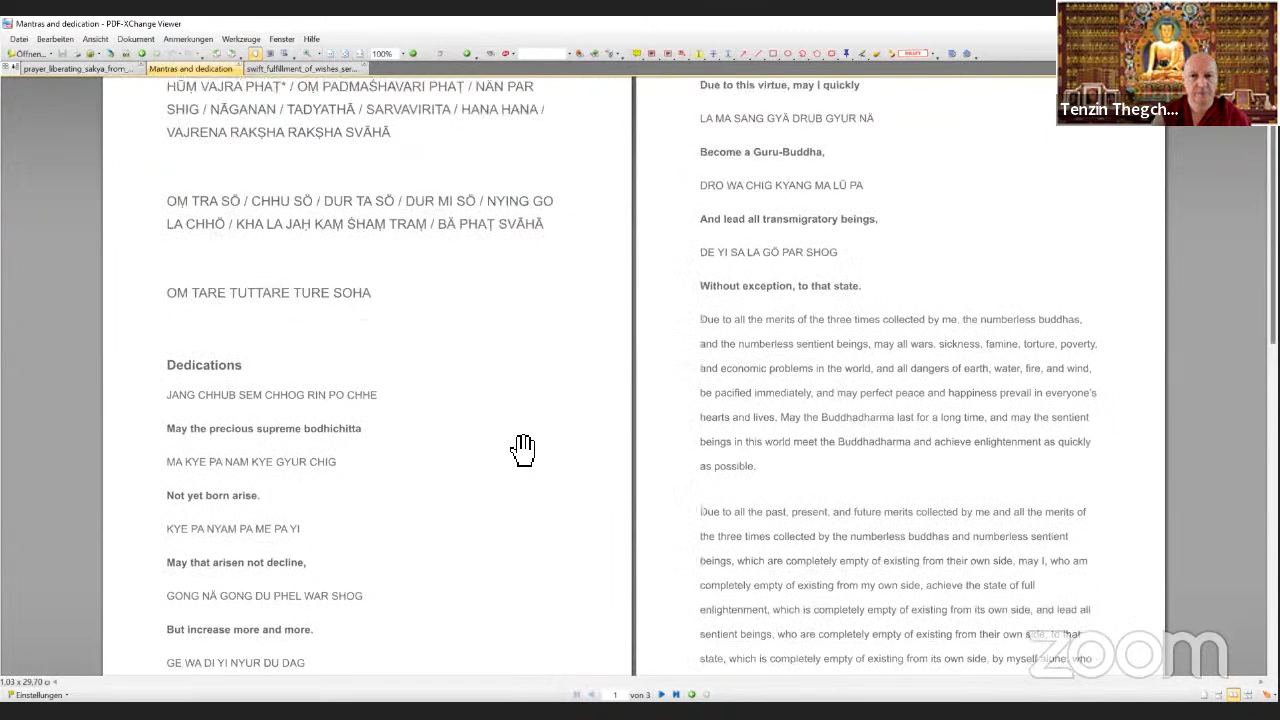 Mantras and dedication - PDF-XChange Viewer
Datei Bearbeiten Ansicht Dokument Anmerkungen Werkzeuge Fenster Hilfe
Öffnen... 100% DRAFT
prayer_liberating_sakya_from_... Mantras and dedication swift_fulfillment_of_wishes_ser...
HŪṂ VAJRA PHAṬ* / OṂ PADMAŚHAVARI PHAṬ / NÄN PAR
SHIG / NĀGANAN / TADYATHĀ / SARVAVIRITA / HANA HANA /
VAJRENA RAKṢHA RAKṢHA SVĀHĀ
OṂ TRA SÖ / CHHU SÖ / DUR TA SÖ / DUR MI SÖ / NYING GO
LA CHHÖ / KHA LA JAḤ KAṂ ŚHAṂ TRAṂ / BÄ PHAṬ SVĀHĀ
OM TARE TUTTARE TURE SOHA
Dedications
JANG CHHUB SEM CHHOG RIN PO CHHE
May the precious supreme bodhichitta
MA KYE PA NAM KYE GYUR CHIG
Not yet born arise.
KYE PA NYAM PA ME PA YI
May that arisen not decline,
GONG NÄ GONG DU PHEL WAR SHOG
But increase more and more.
GE WA DI YI NYUR DU DAG
Due to this virtue, may I quickly
LA MA SANG GYÄ DRUB GYUR NÄ
Become a Guru-Buddha,
DRO WA CHIG KYANG MA LÜ PA
And lead all transmigratory beings,
DE YI SA LA GÖ PAR SHOG
Without exception, to that state.
Due to all the merits of the three times collected by me, the numberless buddhas,
and the numberless sentient beings, may all wars, sickness, famine, torture, poverty,
and economic problems in the world, and all dangers of earth, water, fire, and wind,
be pacified immediately, and may perfect peace and happiness prevail in everyone's
hearts and lives. May the Buddhadharma last for a long time, and may the sentient
beings in this world meet the Buddhadharma and achieve enlightenment as quickly
as possible.
Due to all the past, present, and future merits collected by me and all the merits of
the three times collected by the numberless buddhas and numberless sentient
beings, which are completely empty of existing from their own side, may I, who am
completely empty of existing from my own side, achieve the state of full
enlightenment, which is completely empty of existing from its own side, and lead all
sentient beings, who are completely empty of existing from their own side, to that
state, which is completely empty of existing from its own side, by myself alone, who
Tenzin Thegch...
zoom
1 von 3
Einstellungen